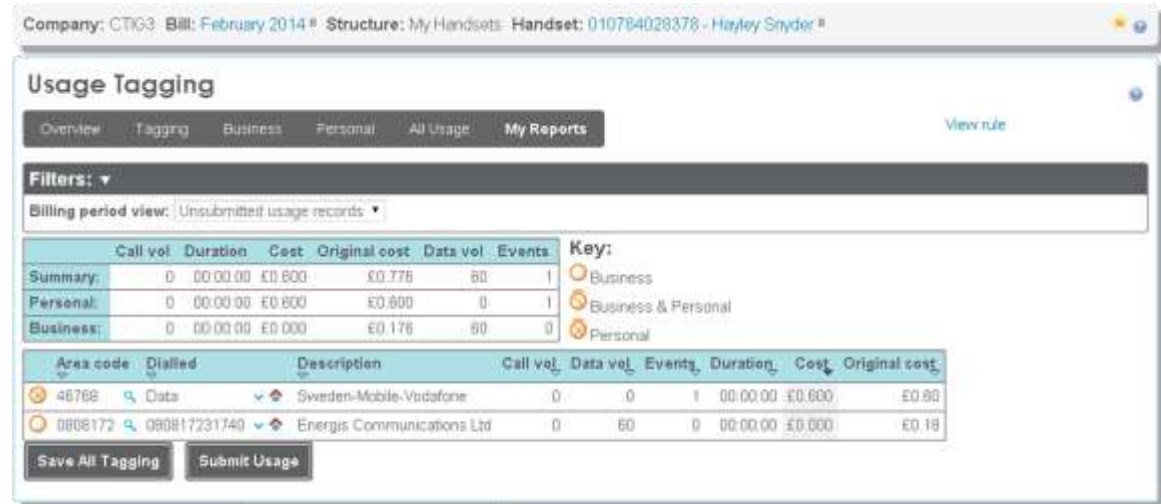 Company: CTIG3 Bill: February 2014 Structure: My Handsets Handset: 010784028378 - Hayley Snyder
Usage Tagging
Overview Tagging Business Personal All Usage My Reports View rule
Filters:
Billing period view: Unsubmitted usage records
Call vol Duration Cost Original cost Data vol Events Key:
Summary: 0 00:00:00 £0.600 £0.776 60 1 Business
Personal: 0 00:00:00 £0.600 £0.600 0 1 Business & Personal
Business: 0 00:00:00 £0.000 £0.176 60 0 Personal
Area code Dialled Description Call vol Data vol Events Duration Cost Original cost
46768 Data Sweden-Mobile-Vodafone 0 0 1 00:00:00 £0.600 £0.60
0808172 080817231740 Energis Communications Ltd 0 60 0 00:00:00 £0.000 £0.18
Save All Tagging Submit Usage